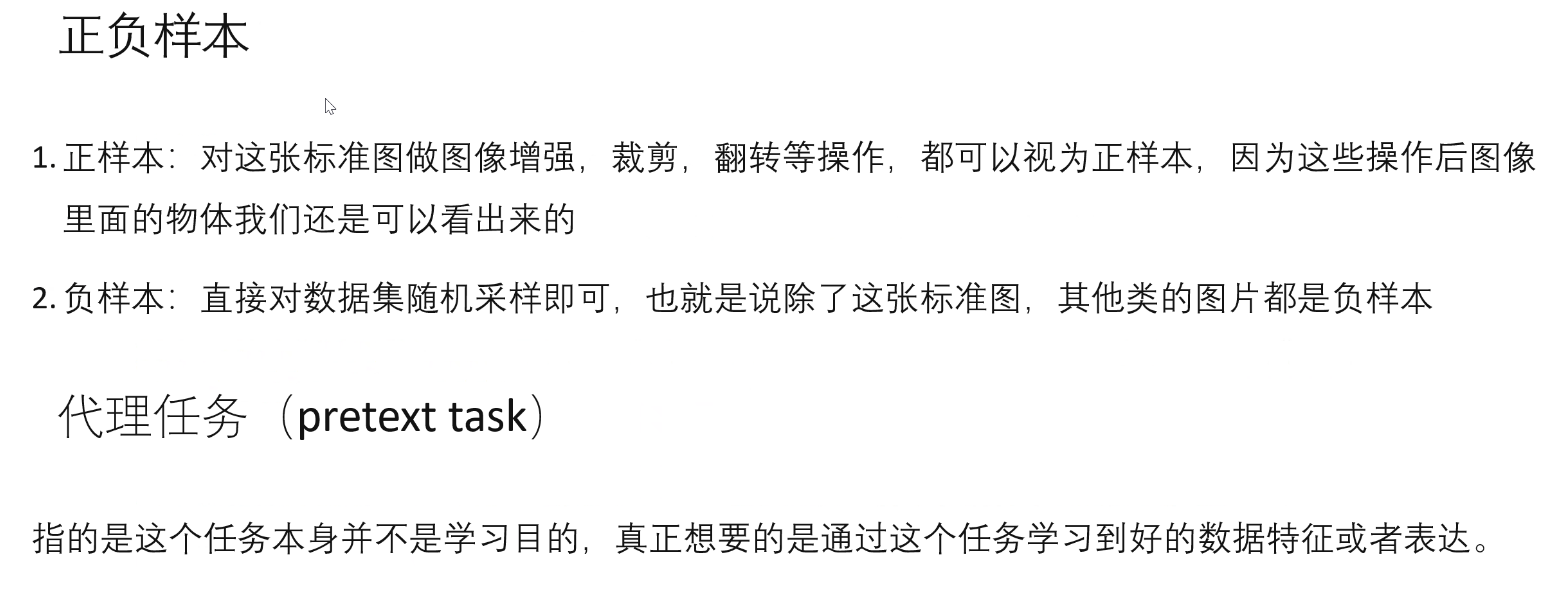 正负样本
1. 正样本：对这张标准图做图像增强，裁剪，翻转等操作，都可以视为正样本，因为这些操作后图像
里面的物体我们还是可以看出来的
2. 负样本：直接对数据集随机采样即可，也就是说除了这张标准图，其他类的图片都是负样本
代理任务（pretext task）
指的是这个任务本身并不是学习目的，真正想要的是通过这个任务学习到好的数据特征或者表达。